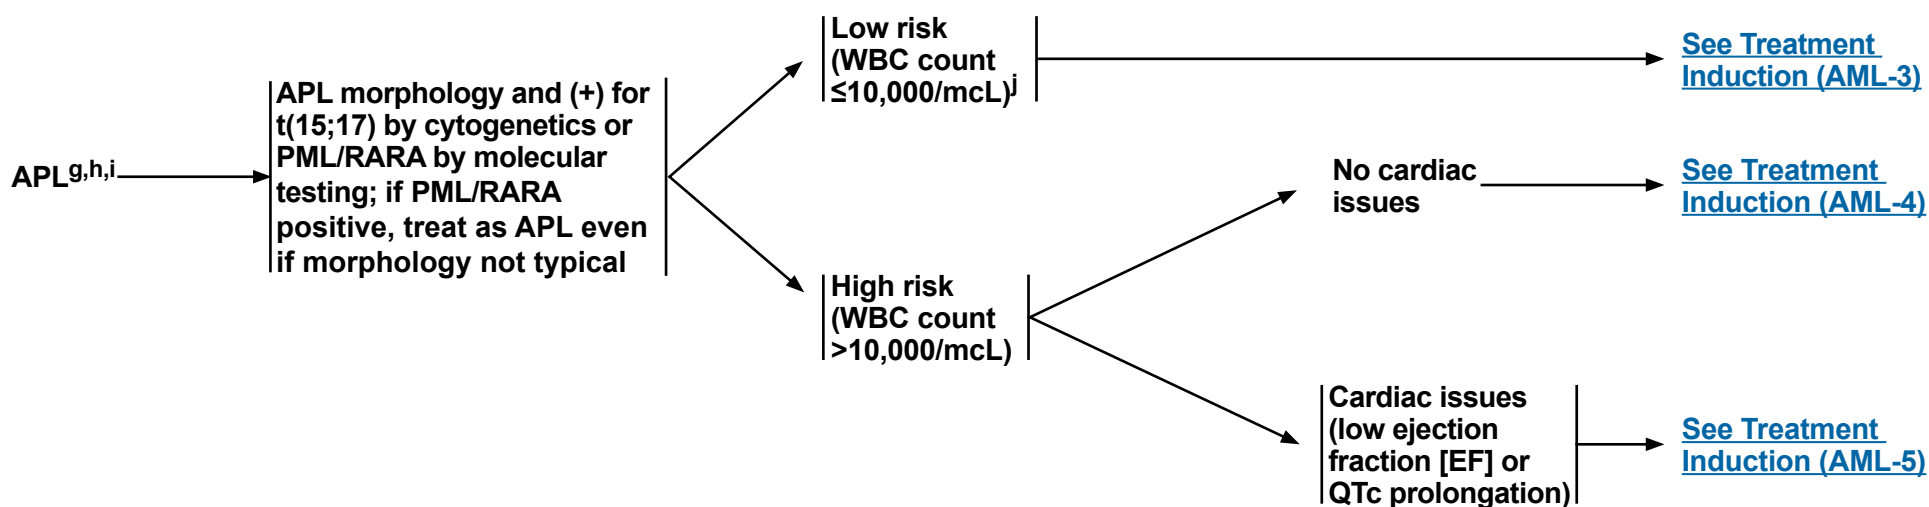 APLg,h,i
APL morphology and (+) for
t(15;17) by cytogenetics or
PML/RARA by molecular
testing; if PML/RARA
positive, treat as APL even
if morphology not typical
Low risk
(WBC count
≤10,000/mcL)j
See Treatment
Induction (AML-3)
High risk
(WBC count
>10,000/mcL)
No cardiac
issues
See Treatment
Induction (AML-4)
Cardiac issues
(low ejection
fraction [EF] or
QTc prolongation)
See Treatment
Induction (AML-5)